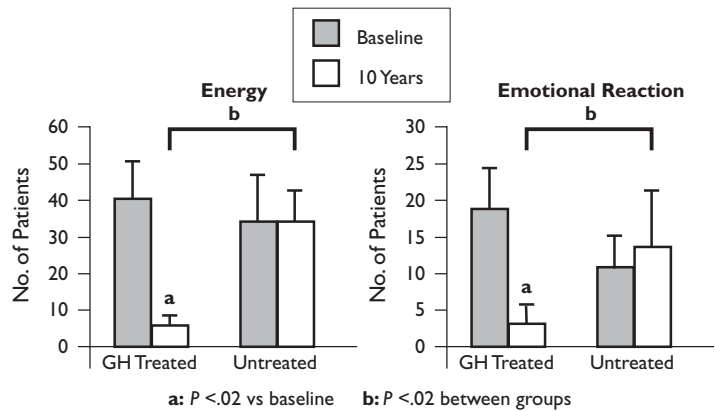 Baseline
10 Years
Energy
b
No. of Patients
60
50
40
30
20
10
0
a
GH Treated
Untreated
Emotional Reaction
b
No. of Patients
30
25
20
15
10
5
0
a
GH Treated
Untreated
a: P <.02 vs baseline b: P <.02 between groups